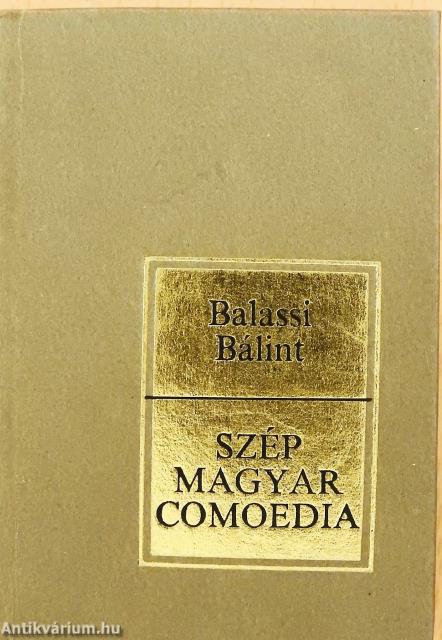 Balassi
Bálint
SZÉP
MAGYAR
COMOEDIA
Antikvárium.hu